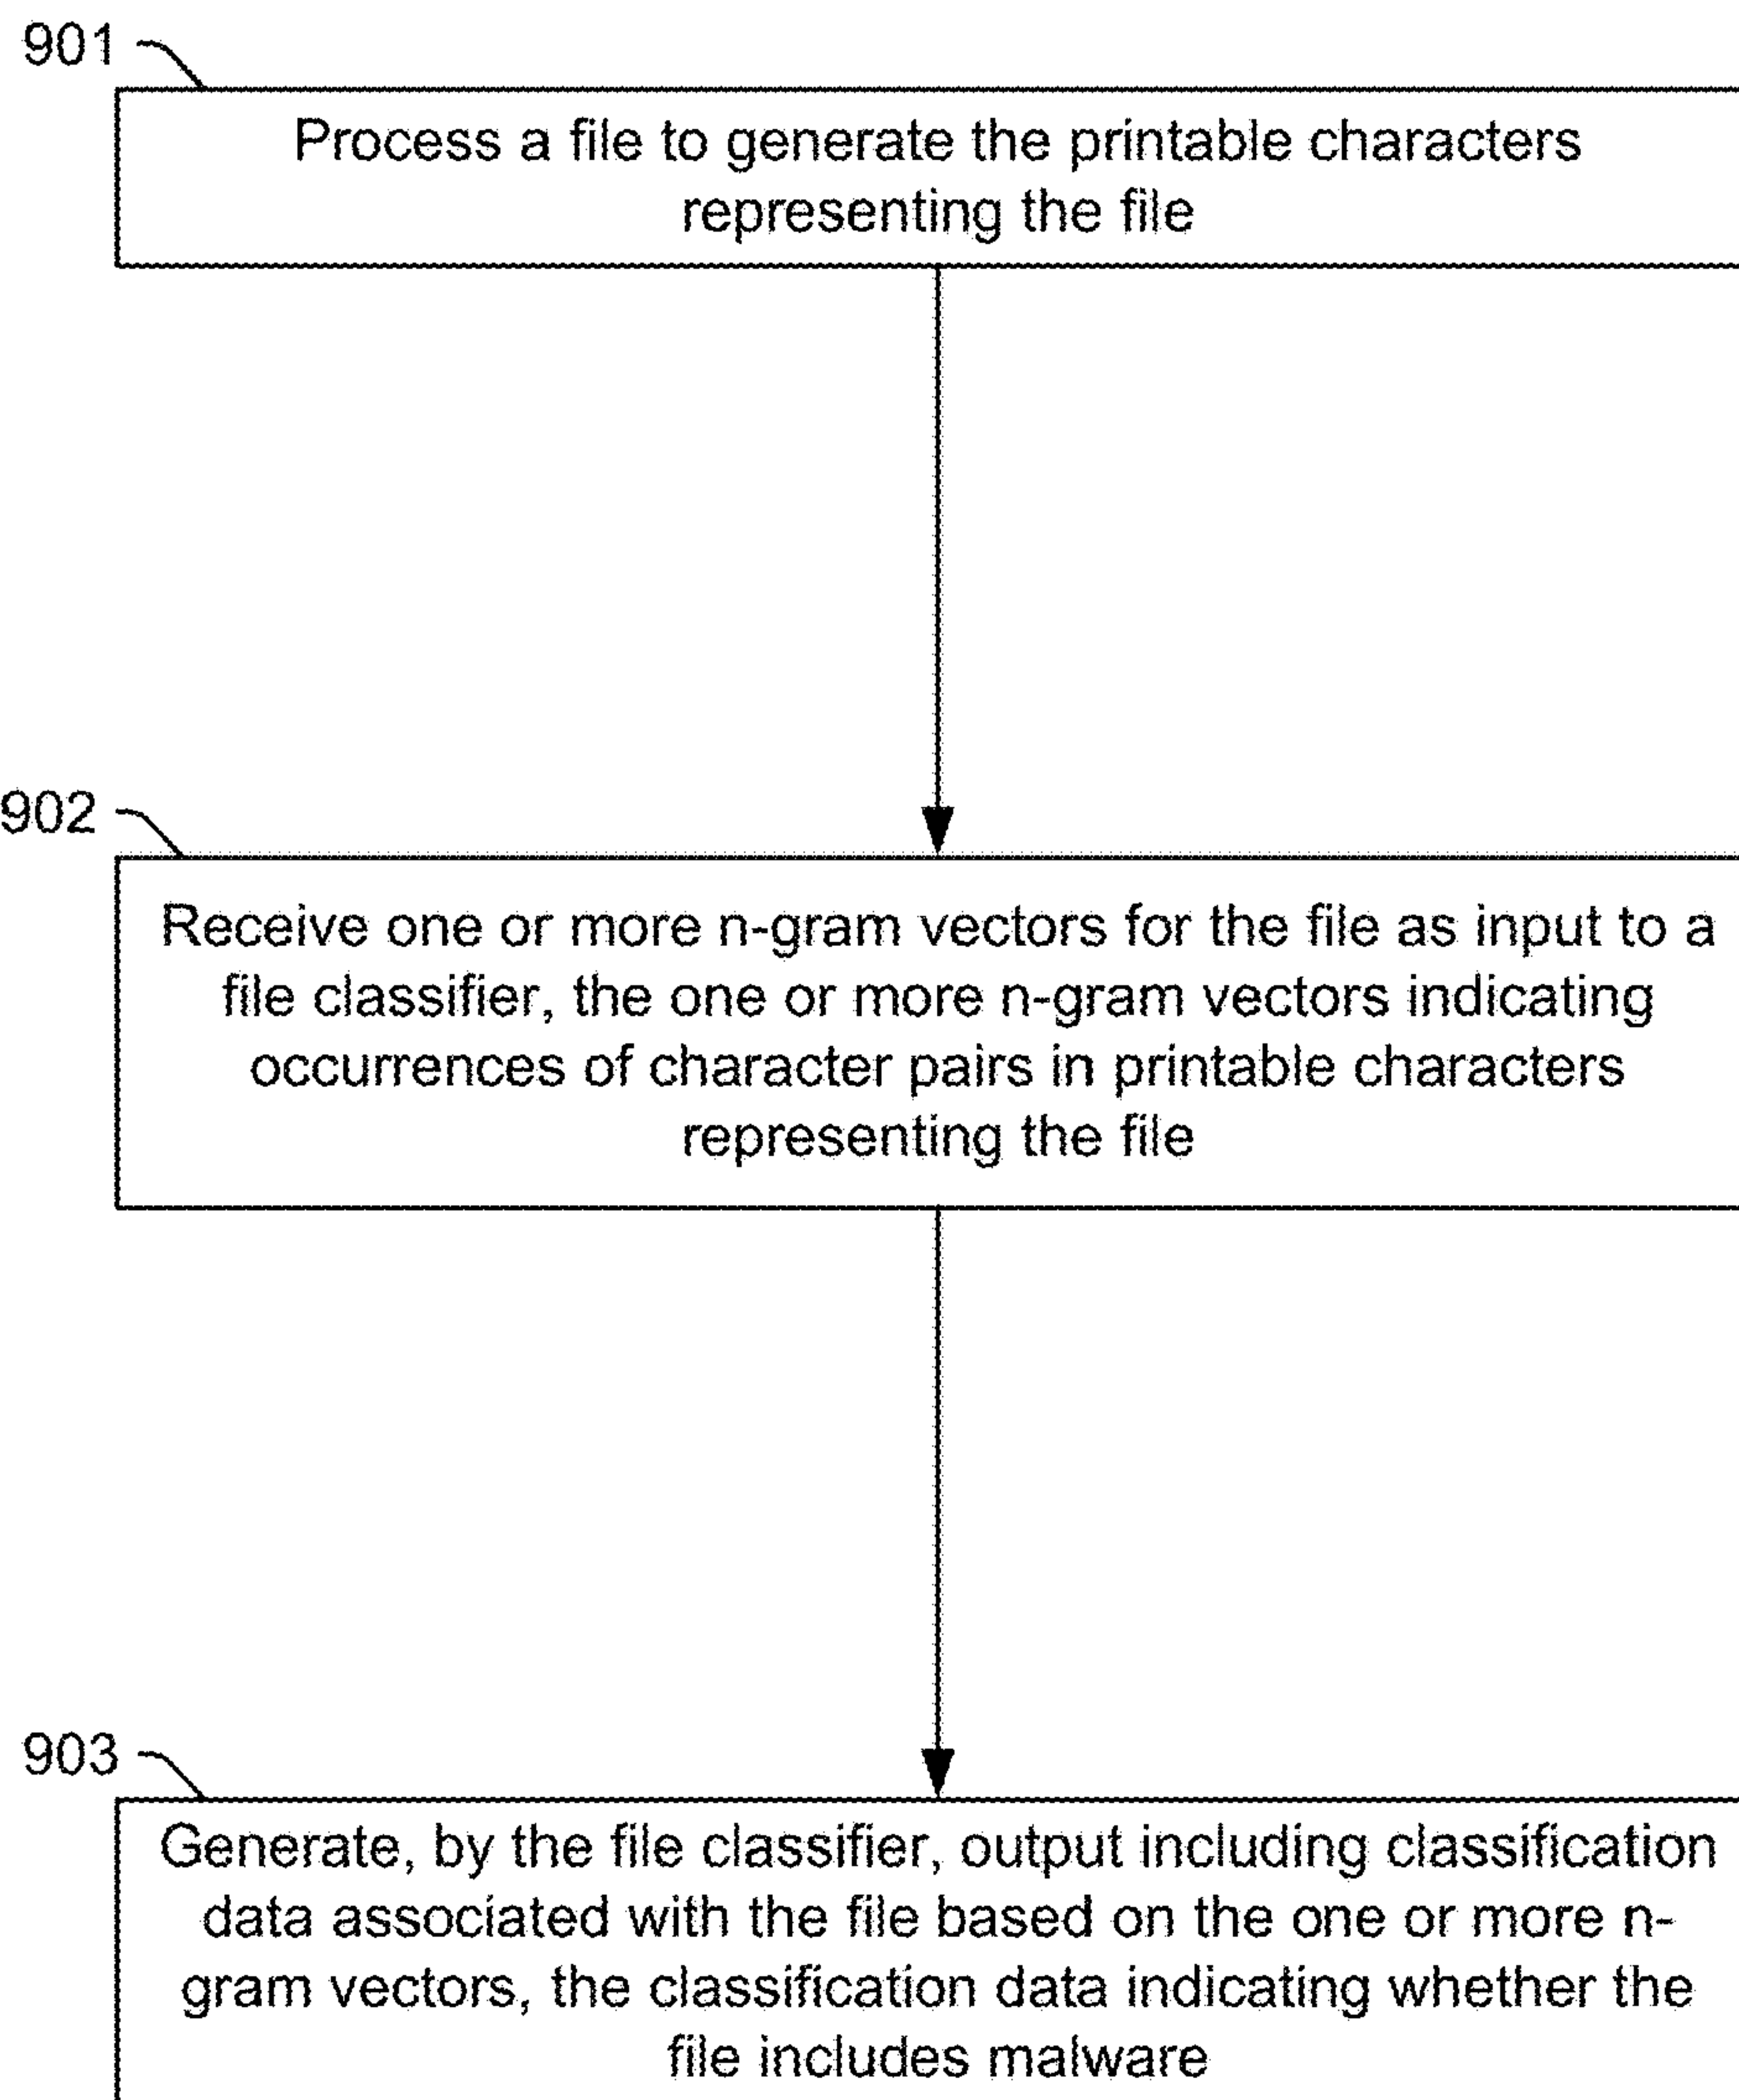 901
Process a file to generate the printable characters
representing the file
902
Receive one or more n-gram vectors for the file as input to a
file classifier, the one or more n-gram vectors indicating
occurrences of character pairs in printable characters
representing the file
903
Generate, by the file classifier, output including classification
data associated with the file based on the one or more n-
gram vectors, the classification data indicating whether the
file includes malware